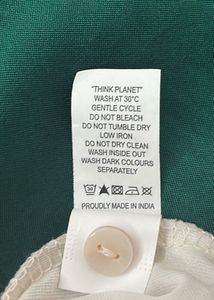 "THINK PLANET"
WASH AT 30°C
GENTLE CYCLE
DO NOT BLEACH
DO NOT TUMBLE DRY
LOW IRON
DO NOT DRY CLEAN
WASH INSIDE OUT
WASH DARK COLOURS
SEPARATELY
PROUDLY MADE IN INDIA